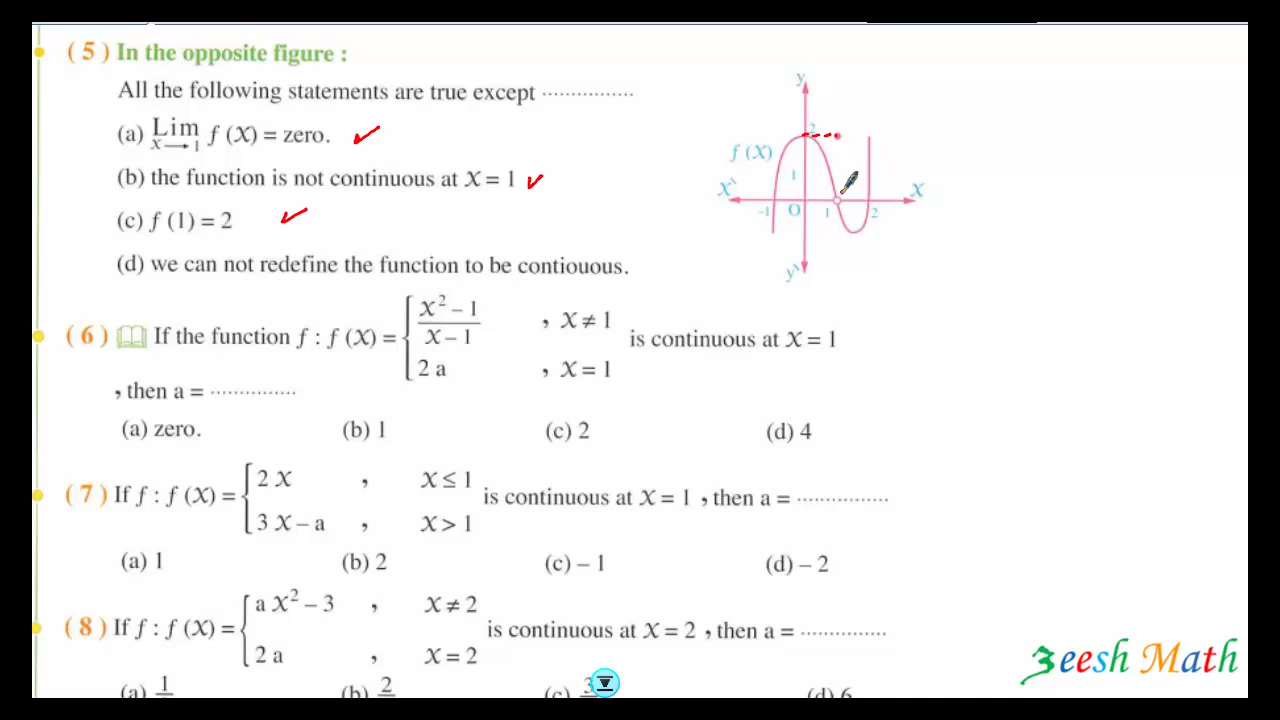 ( 5 ) In the opposite figure :
All the following statements are true except ................
(a) Lim x⟶1 f (X) = zero.
(b) the function is not continuous at X = 1
(c) f (1) = 2
(d) we can not redefine the function to be contiouous.
y
2
f (X)
1
X` -1 O 1 2 X
y`
( 6 ) If the function f : f (X) = { (X² – 1)/(X – 1) , X ≠ 1
2 a , X = 1
is continuous at X = 1
, then a = ...............
(a) zero. (b) 1 (c) 2 (d) 4
( 7 ) If f : f (X) = { 2 X , X ≤ 1
3 X – a , X > 1
is continuous at X = 1 , then a = ................
(a) 1 (b) 2 (c) – 1 (d) – 2
( 8 ) If f : f (X) = { a X² – 3 , X ≠ 2
2 a , X = 2
is continuous at X = 2 , then a = ...............
(a) 1 (b) 2 (c) 3 (d) 6
Zeesh Math